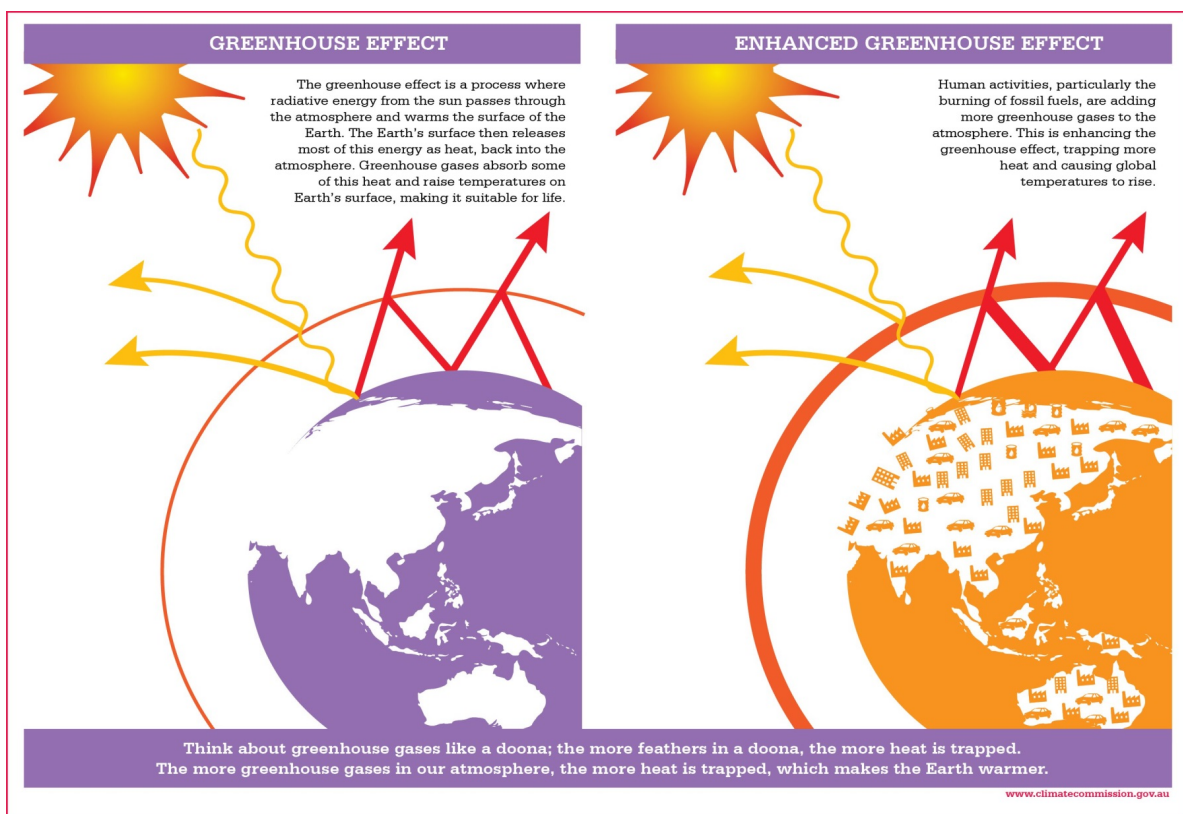 GREENHOUSE EFFECT
The greenhouse effect is a process where
radiative energy from the sun passes through
the atmosphere and warms the surface of the
Earth. The Earth's surface then releases
most of this energy as heat, back into the
atmosphere. Greenhouse gases absorb some
of this heat and raise temperatures on
Earth's surface, making it suitable for life.
ENHANCED GREENHOUSE EFFECT
Human activities, particularly the
burning of fossil fuels, are adding
more greenhouse gases to the
atmosphere. This is enhancing the
greenhouse effect, trapping more
heat and causing global
temperatures to rise.
Think about greenhouse gases like a doona; the more feathers in a doona, the more heat is trapped.
The more greenhouse gases in our atmosphere, the more heat is trapped, which makes the Earth warmer.
www.climatecommission.gov.au